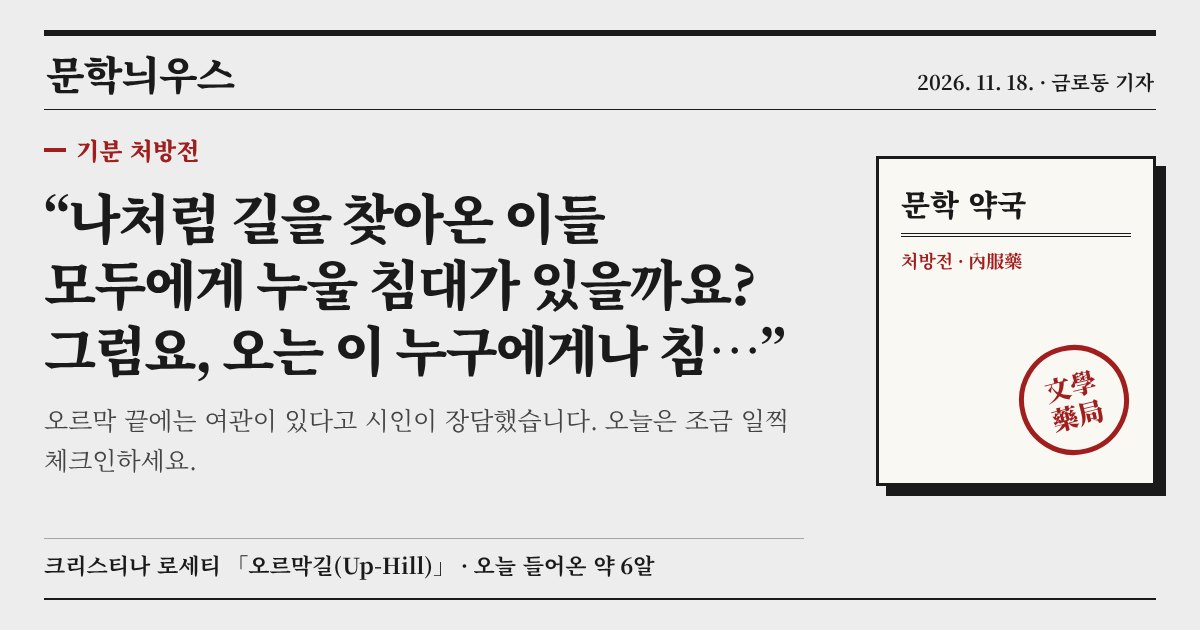 문학늬우스
2026. 11. 18. · 금로동 기자
기분 처방전
“나처럼 길을 찾아온 이들
모두에게 누울 침대가 있을까요?
그럼요, 오는 이 누구에게나 침…”
오르막 끝에는 여관이 있다고 시인이 장담했습니다. 오늘은 조금 일찍
체크인하세요.
크리스티나 로세티 「오르막길(Up-Hill)」 · 오늘 들어온 약 6알
문학 약국
처방전 · 內服藥
文學
藥局